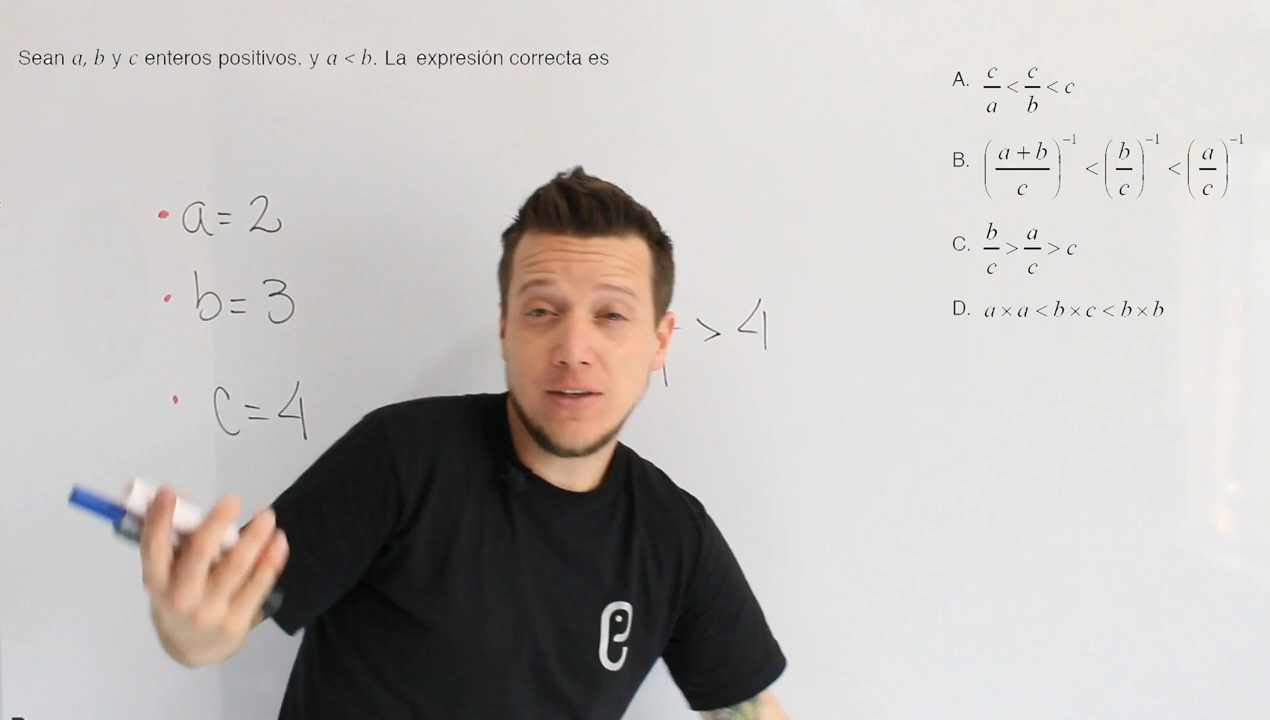 Sean a, b y c enteros positivos. y a < b. La expresión correcta es
A. c/a < c/b < c
B. ((a+b)/c)^-1 < (b/c)^-1 < (a/c)^-1
C. b/c > a/c > c
D. a×a < b×c < b×b
• a = 2
• b = 3
> 4
• c = 4